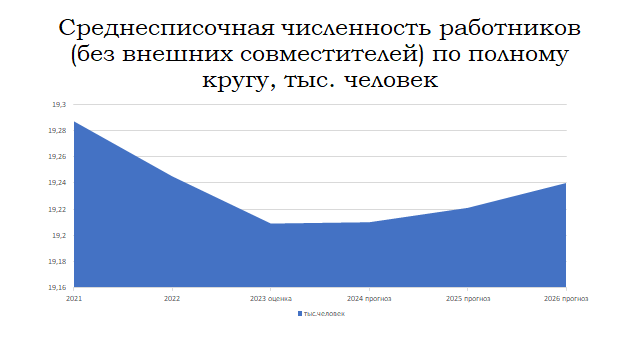 Среднесписочная численность работников
(без внешних совместителей) по полному
кругу, тыс. человек
19,3
19,28
19,26
19,24
19,22
19,2
19,18
19,16
2021 2022 2023 оценка 2024 прогноз 2025 прогноз 2026 прогноз
тыс.человек